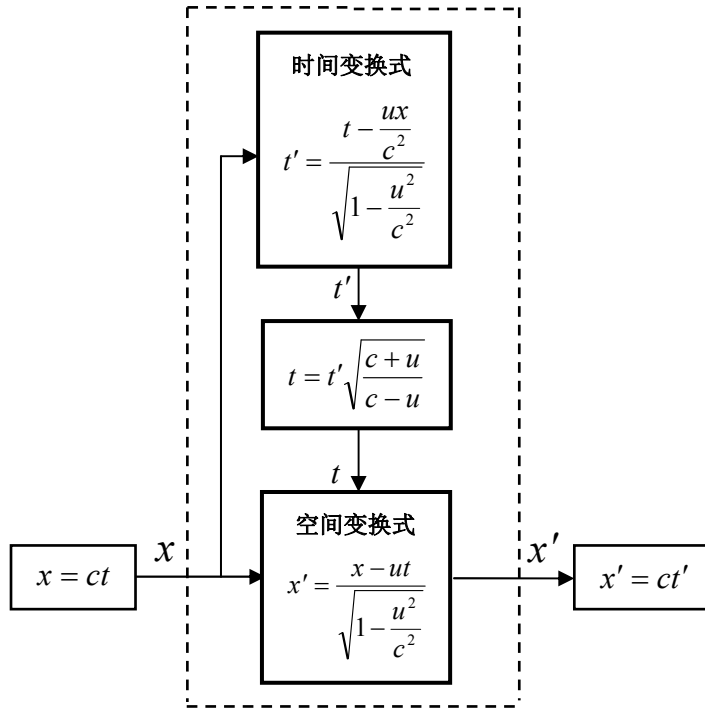 时间变换式
t′ = (t − ux/c²) / √(1 − u²/c²)
t′
t = t′√((c + u)/(c − u))
t
空间变换式
x = ct
x
x′ = (x − ut) / √(1 − u²/c²)
x′
x′ = ct′